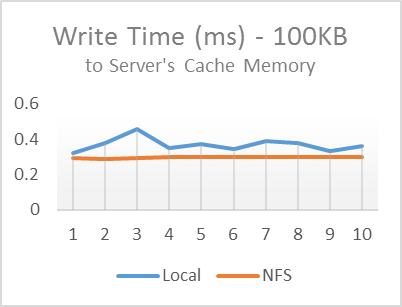 Write Time (ms) - 100KB
to Server's Cache Memory
0.6
0.4
0.2
0
1 2 3 4 5 6 7 8 9 10
Local NFS